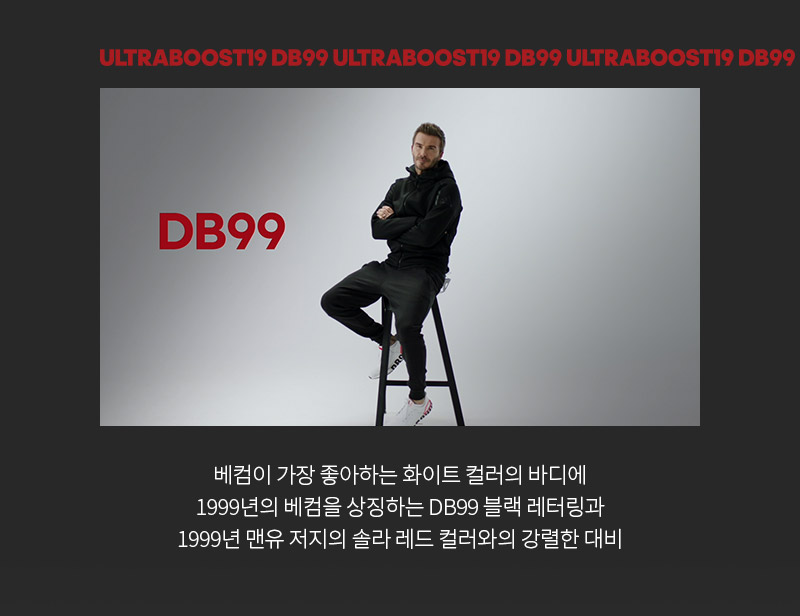 ULTRABOOST19 DB99 ULTRABOOST19 DB99 ULTRABOOST19 DB99
DB99
베컴이 가장 좋아하는 화이트 컬러의 바디에
1999년의 베컴을 상징하는 DB99 블랙 레터링과
1999년 맨유 저지의 솔라 레드 컬러와의 강렬한 대비